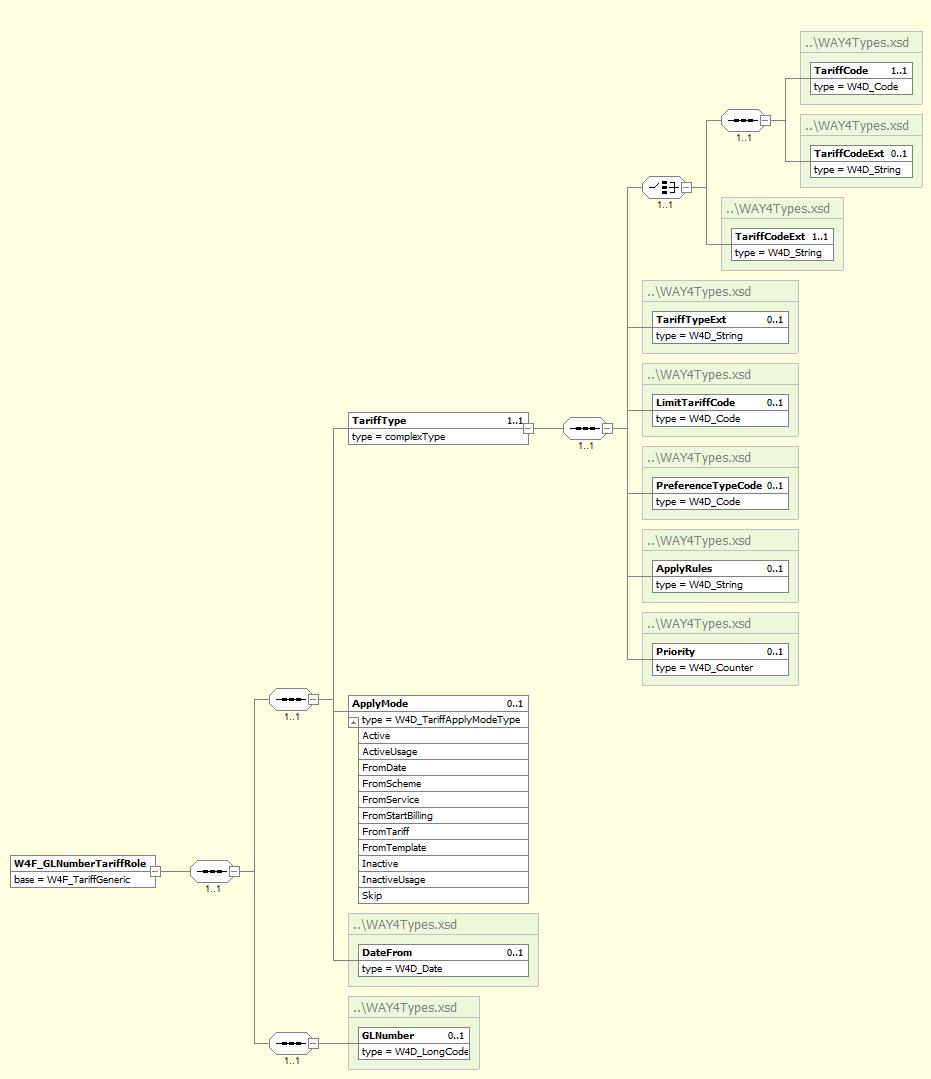 ..\WAY4Types.xsd
TariffCode 1..1
type = W4D_Code
1..1
..\WAY4Types.xsd
TariffCodeExt 0..1
type = W4D_String
1..1
..\WAY4Types.xsd
TariffCodeExt 1..1
type = W4D_String
..\WAY4Types.xsd
TariffTypeExt 0..1
type = W4D_String
..\WAY4Types.xsd
LimitTariffCode 0..1
type = W4D_Code
TariffType 1..1
type = complexType
1..1
..\WAY4Types.xsd
PreferenceTypeCode 0..1
type = W4D_Code
..\WAY4Types.xsd
ApplyRules 0..1
type = W4D_String
..\WAY4Types.xsd
Priority 0..1
type = W4D_Counter
1..1
ApplyMode 0..1
type = W4D_TariffApplyModeType
Active
ActiveUsage
FromDate
FromScheme
FromService
FromStartBilling
FromTariff
FromTemplate
Inactive
InactiveUsage
Skip
W4F_GLNumberTariffRole
base = W4F_TariffGeneric
1..1
..\WAY4Types.xsd
DateFrom 0..1
type = W4D_Date
..\WAY4Types.xsd
GLNumber 0..1
type = W4D_LongCode
1..1